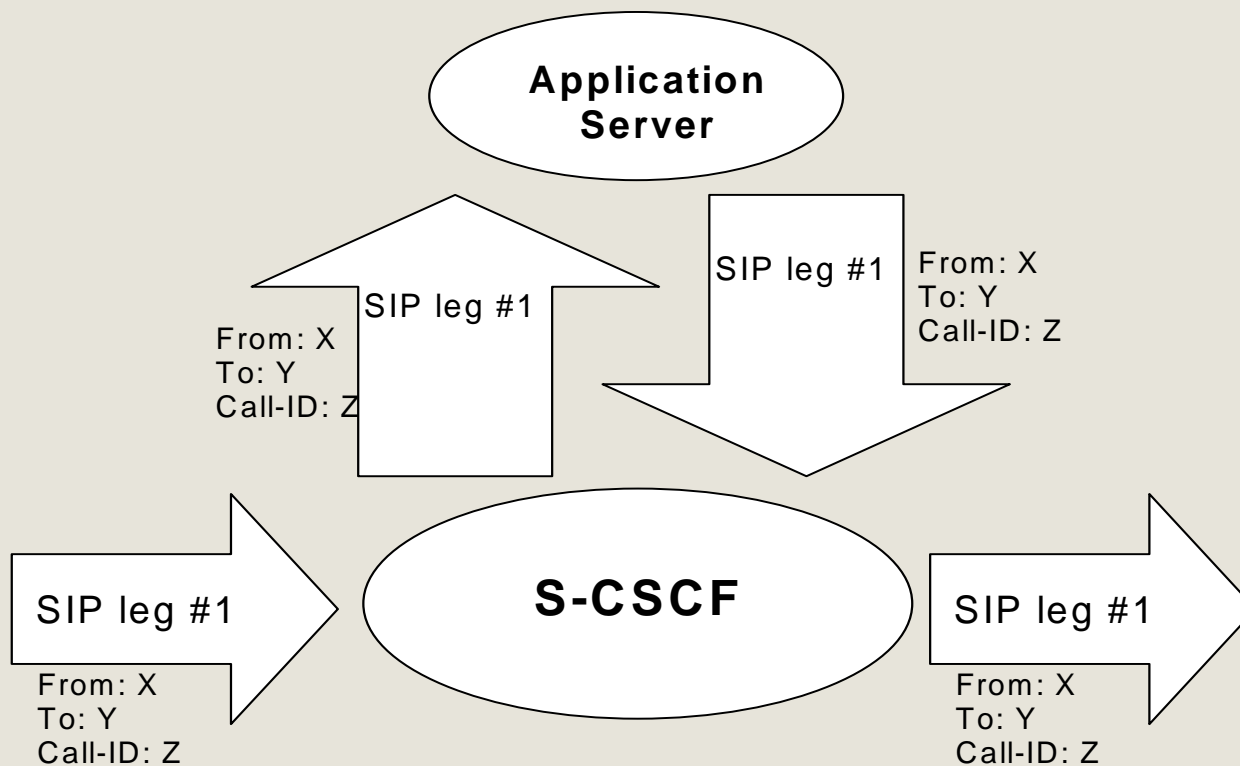 Application
Server
SIP leg #1
From: X
To: Y
Call-ID: Z
SIP leg #1
From: X
To: Y
Call-ID: Z
S-CSCF
SIP leg #1
From: X
To: Y
Call-ID: Z
SIP leg #1
From: X
To: Y
Call-ID: Z